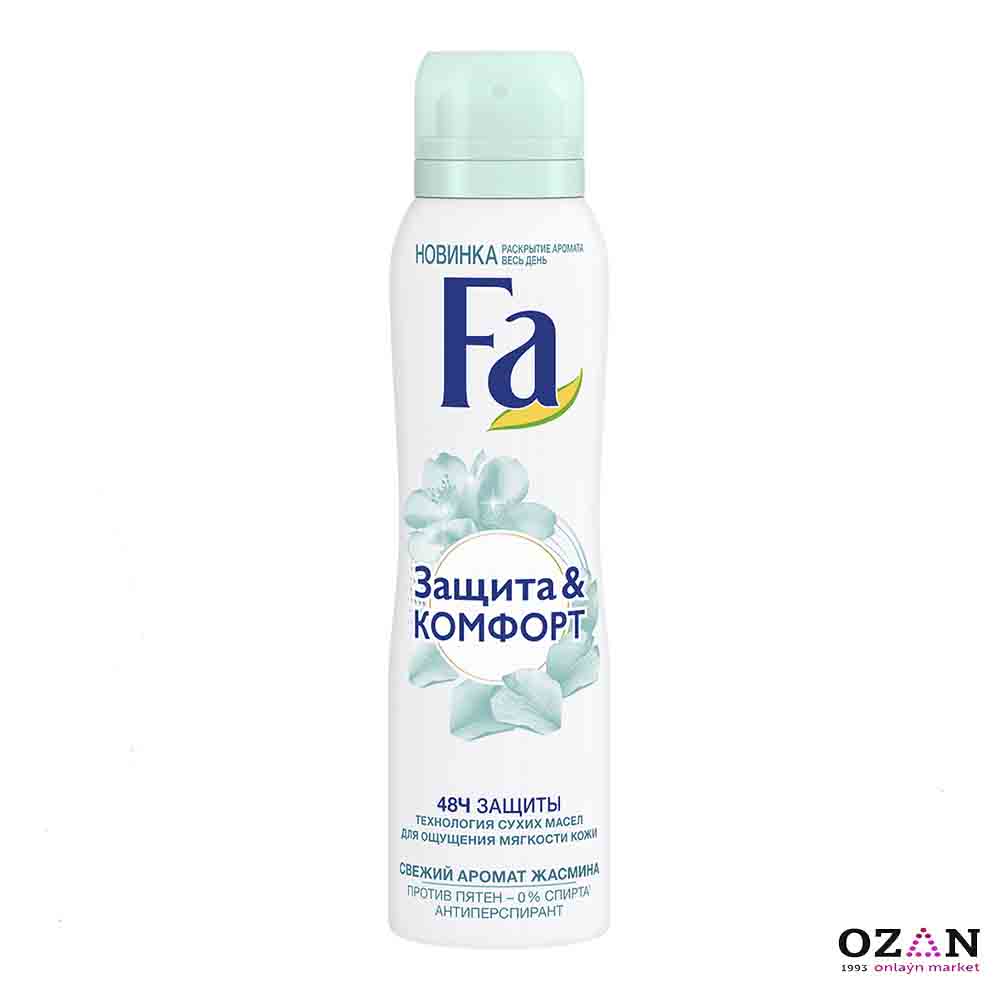 НОВИНКА РАСКРЫТИЕ АРОМАТА
ВЕСЬ ДЕНЬ
Fa
Защита &
КОМФОРТ
48Ч ЗАЩИТЫ
ТЕХНОЛОГИЯ СУХИХ МАСЕЛ
ДЛЯ ОЩУЩЕНИЯ МЯГКОСТИ КОЖИ
СВЕЖИЙ АРОМАТ ЖАСМИНА
ПРОТИВ ПЯТЕН – 0% СПИРТА
АНТИПЕРСПИРАНТ
OZAN
1993 onlaýn market